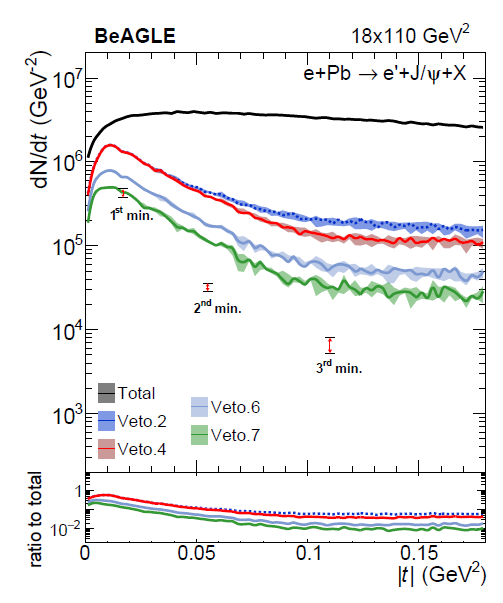 BeAGLE 18x110 GeV²
e+Pb → e'+J/ψ+X
dN/dt (GeV⁻²)
10⁷
10⁶
10⁵
10⁴
10³
1ˢᵗ min.
2ⁿᵈ min.
3ʳᵈ min.
Total
Veto.2
Veto.4
Veto.6
Veto.7
ratio to total
1
10⁻²
0 0.05 0.1 0.15
|t| (GeV²)